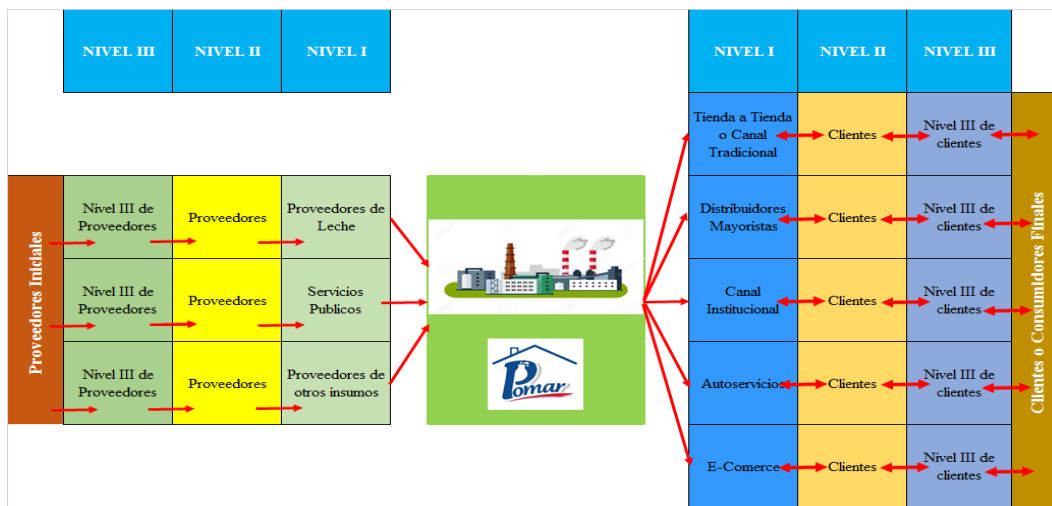 NIVEL III
NIVEL II
NIVEL I
NIVEL I
NIVEL II
NIVEL III
Proveedores Iniciales
Nivel III de
Proveedores
Proveedores
Proveedores de
Leche
Nivel III de
Proveedores
Proveedores
Servicios
Publicos
Nivel III de
Proveedores
Proveedores
Proveedores de
otros insumos
Pomar
Tienda a Tienda
o Canal
Tradicional
Clientes
Nivel III de
clientes
Distribuidores
Mayoristas
Clientes
Nivel III de
clientes
Canal
Institucional
Clientes
Nivel III de
clientes
Autoservicios
Clientes
Nivel III de
clientes
E-Comerce
Clientes
Nivel III de
clientes
Clientes o Consumidores Finales